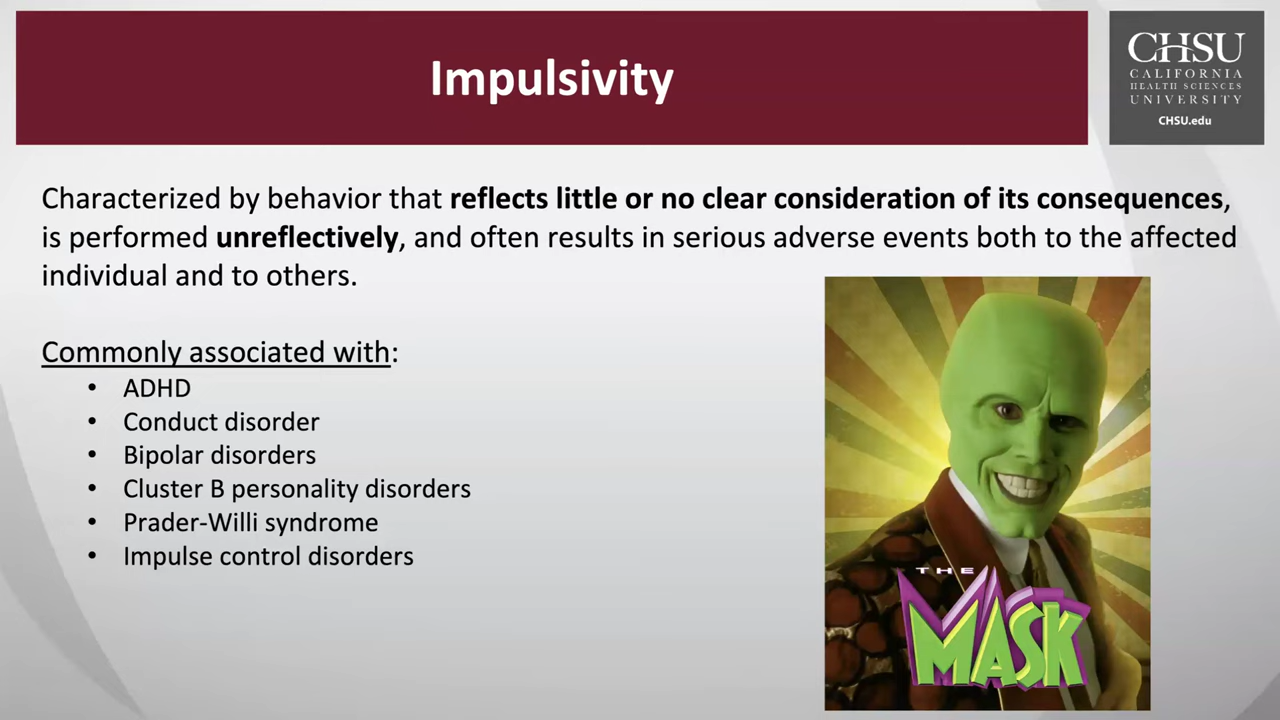 Impulsivity
CHSU
CALIFORNIA
HEALTH SCIENCES
UNIVERSITY
CHSU.edu
Characterized by behavior that reflects little or no clear consideration of its consequences,
is performed unreflectively, and often results in serious adverse events both to the affected
individual and to others.
Commonly associated with:
• ADHD
• Conduct disorder
• Bipolar disorders
• Cluster B personality disorders
• Prader-Willi syndrome
• Impulse control disorders
THE
MASK